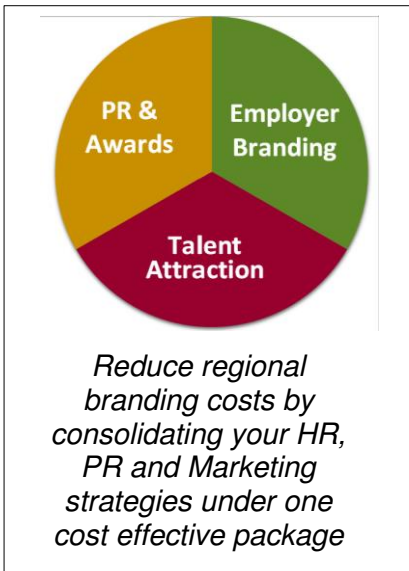 PR &
Awards
Employer
Branding
Talent
Attraction
Reduce regional
branding costs by
consolidating your HR,
PR and Marketing
strategies under one
cost effective package